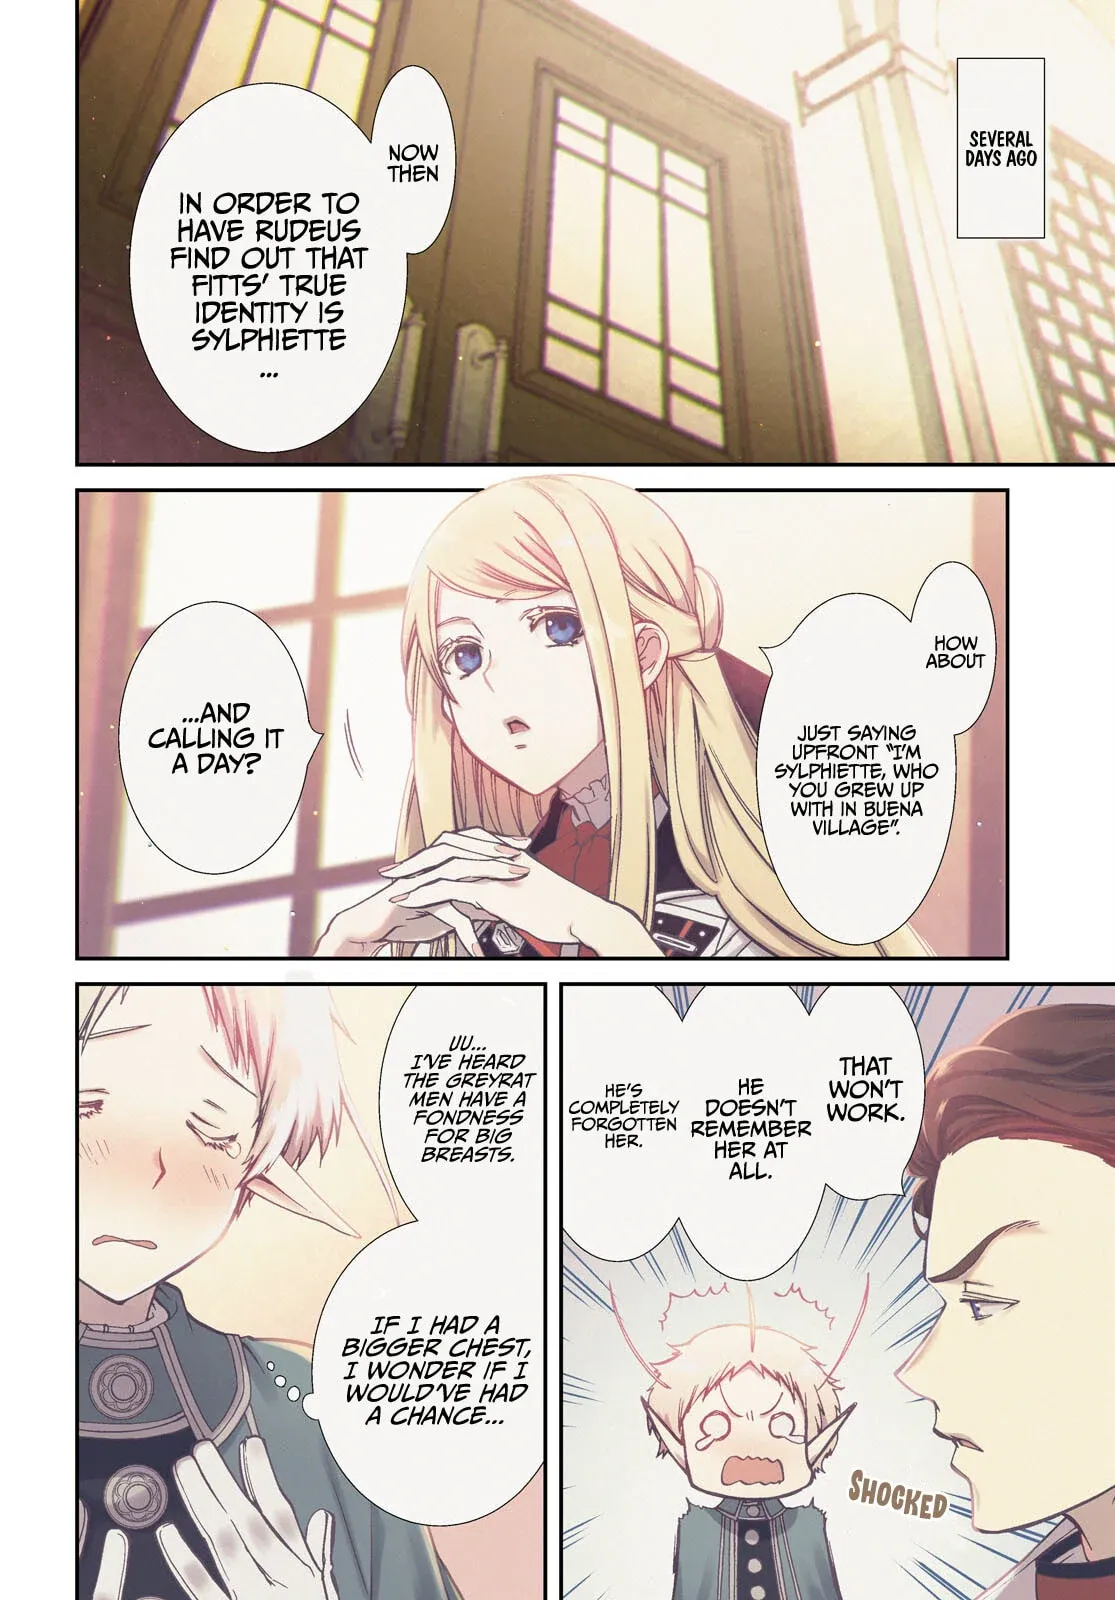 SEVERAL
DAYS AGO
NOW
THEN
IN ORDER TO
HAVE RUDEUS
FIND OUT THAT
FITTS' TRUE
IDENTITY IS
SYLPHIETTE
...
HOW
ABOUT
JUST SAYING
UPFRONT "I'M
SYLPHIETTE, WHO
YOU GREW UP
WITH IN BUENA
VILLAGE".
...AND
CALLING IT
A DAY?
THAT
WON'T
WORK.
HE
DOESN'T
REMEMBER
HER AT
ALL.
HE'S
COMPLETELY
FORGOTTEN
HER.
SHOCKED
UU...
I'VE HEARD
THE GREYRAT
MEN HAVE A
FONDNESS
FOR BIG
BREASTS.
IF I HAD A
BIGGER CHEST,
I WONDER IF I
WOULD'VE HAD
A CHANCE...